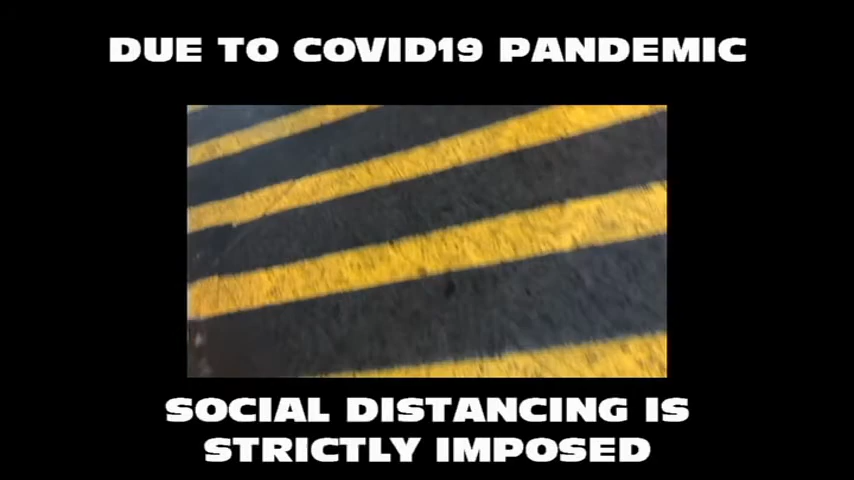 DUE TO COVID19 PANDEMIC
SOCIAL DISTANCING IS
STRICTLY IMPOSED